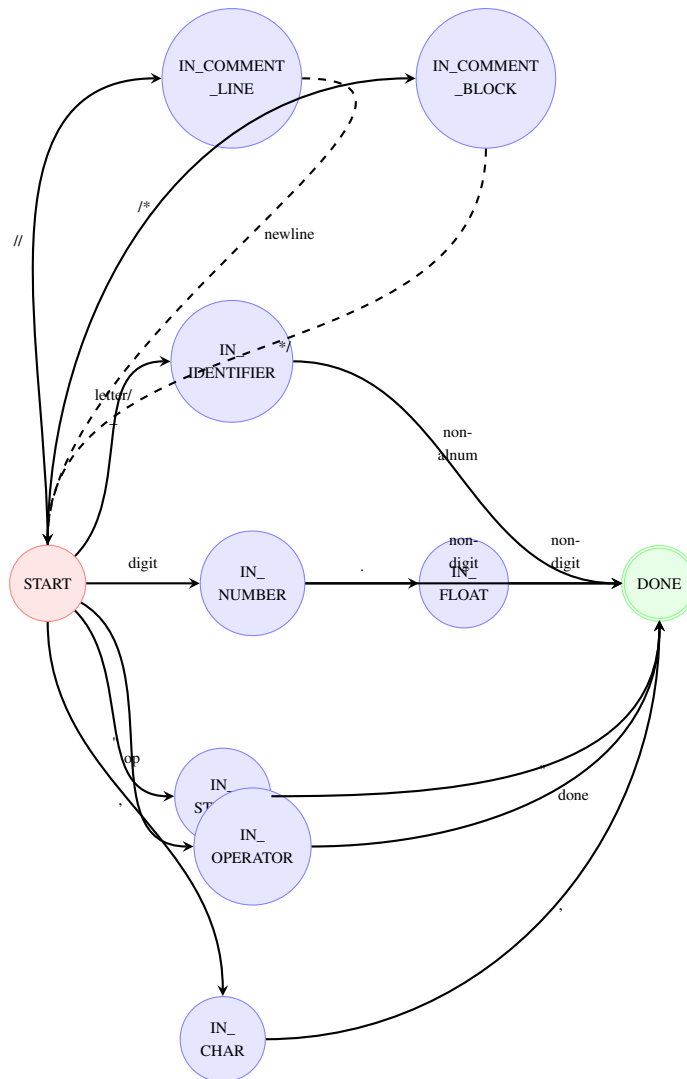 IN_COMMENT
_LINE
IN_COMMENT
_BLOCK
/*
//
newline
*/
IN_
IDENTIFIER
letter/
_
non-
alnum
START
digit
IN_
NUMBER
.
non-
digit
IN_
FLOAT
non-
digit
DONE
"
op
IN_
"
done
IN_
OPERATOR
'
'
IN_
CHAR